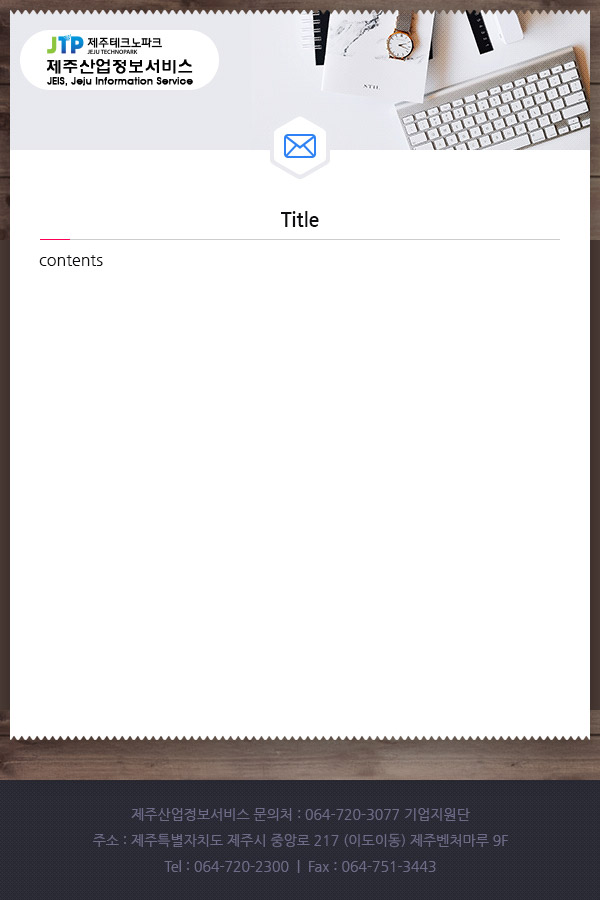 JTP 제주테크노파크
JEJU TECHNOPARK
제주산업정보서비스
JEIS, Jeju Information Service
STIL
Title
contents
제주산업정보서비스 문의처 : 064-720-3077 기업지원단
주소 : 제주특별자치도 제주시 중앙로 217 (이도이동) 제주벤처마루 9F
Tel : 064-720-2300 | Fax : 064-751-3443